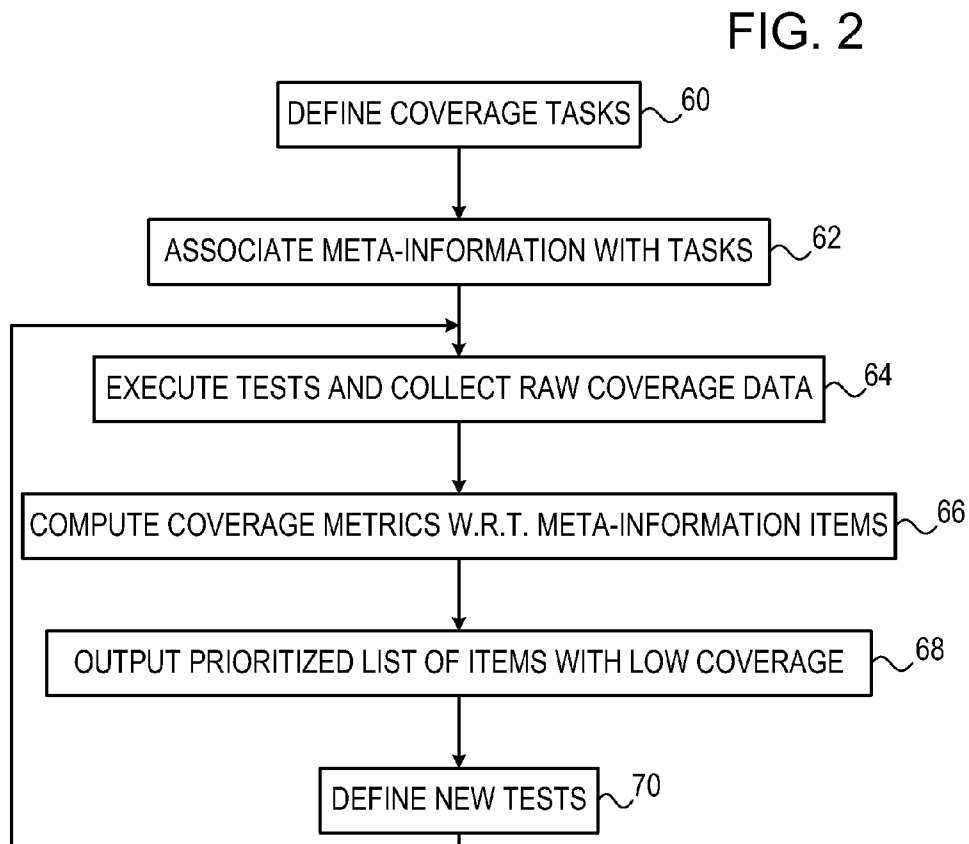 FIG. 2
DEFINE COVERAGE TASKS
60
ASSOCIATE META-INFORMATION WITH TASKS
62
EXECUTE TESTS AND COLLECT RAW COVERAGE DATA
64
COMPUTE COVERAGE METRICS W.R.T. META-INFORMATION ITEMS
66
OUTPUT PRIORITIZED LIST OF ITEMS WITH LOW COVERAGE
68
DEFINE NEW TESTS
70